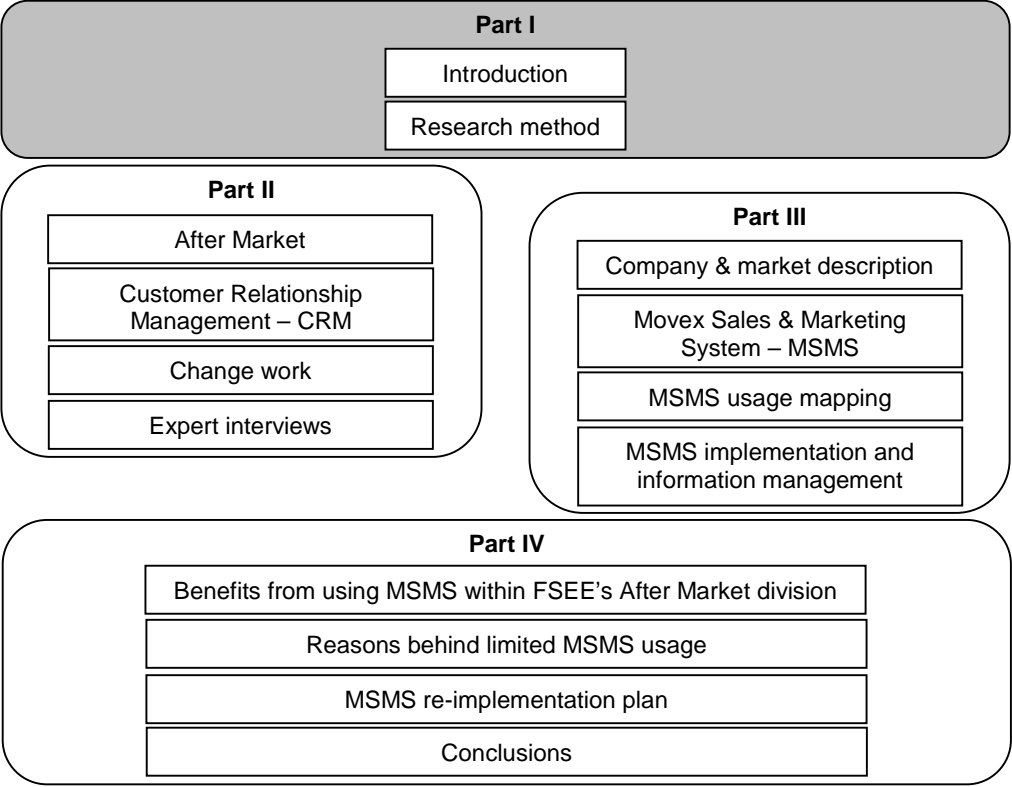 Part I
Introduction
Research method
Part II
After Market
Customer Relationship
Management – CRM
Change work
Expert interviews
Part III
Company & market description
Movex Sales & Marketing
System – MSMS
MSMS usage mapping
MSMS implementation and
information management
Part IV
Benefits from using MSMS within FSEE's After Market division
Reasons behind limited MSMS usage
MSMS re-implementation plan
Conclusions